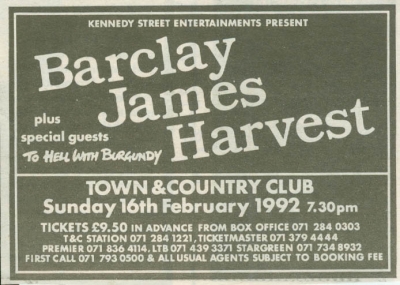 KENNEDY STREET ENTERTAINMENTS PRESENT
Barclay
James
Harvest
plus
special guests
TO HELL WITH BURGUNDY
TOWN & COUNTRY CLUB
Sunday 16th February 1992 7.30pm
TICKETS £9.50 IN ADVANCE FROM BOX OFFICE 071 284 0303
T&C STATION 071 284 1221, TICKETMASTER 071 379 4444
PREMIER 071 836 4114, LTB 071 439 3371 STARGREEN 071 734 8932
FIRST CALL 071 793 0500 & ALL USUAL AGENTS SUBJECT TO BOOKING FEE